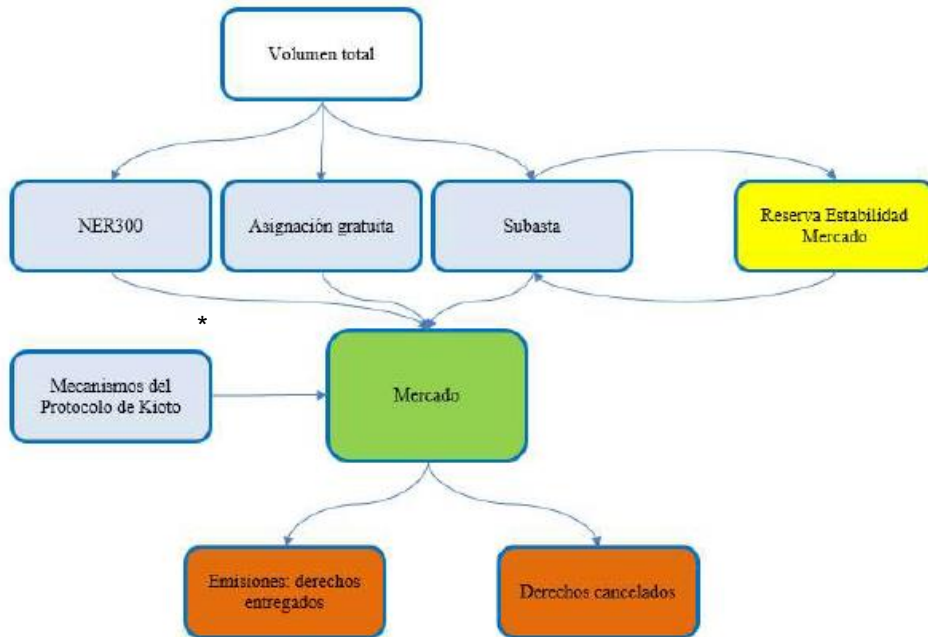 Volumen total
NER300
Asignación gratuita
Subasta
Reserva Estabilidad
Mercado
*
Mecanismos del
Protocolo de Kioto
Mercado
Emisiones: derechos
entregados
Derechos cancelados